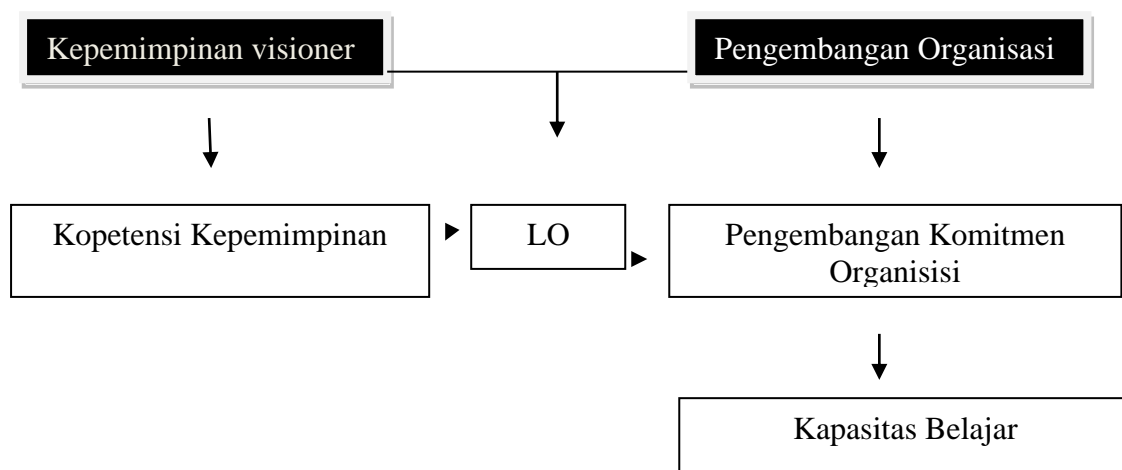 Kepemimpinan visioner
Pengembangan Organisasi
Kopetensi Kepemimpinan
LO
Pengembangan Komitmen
Organisisi
Kapasitas Belajar